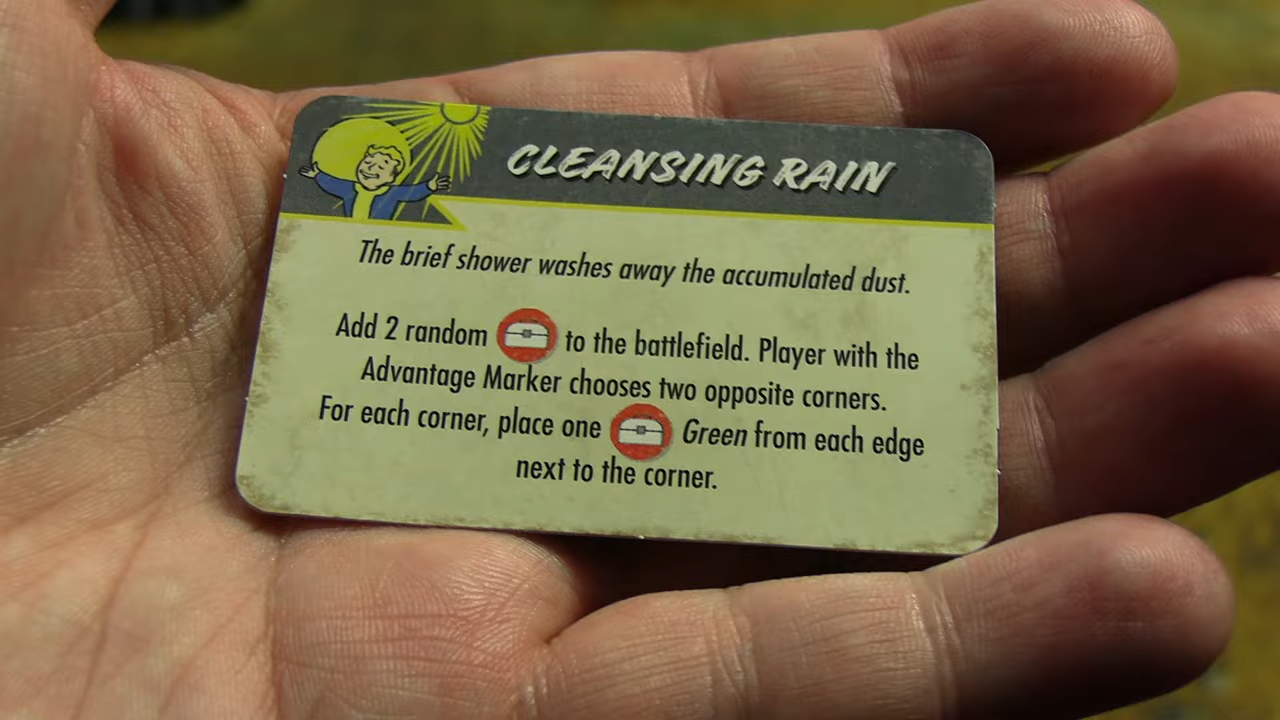 CLEANSING RAIN
The brief shower washes away the accumulated dust.
Add 2 random to the battlefield. Player with the
Advantage Marker chooses two opposite corners.
For each corner, place one Green from each edge
next to the corner.